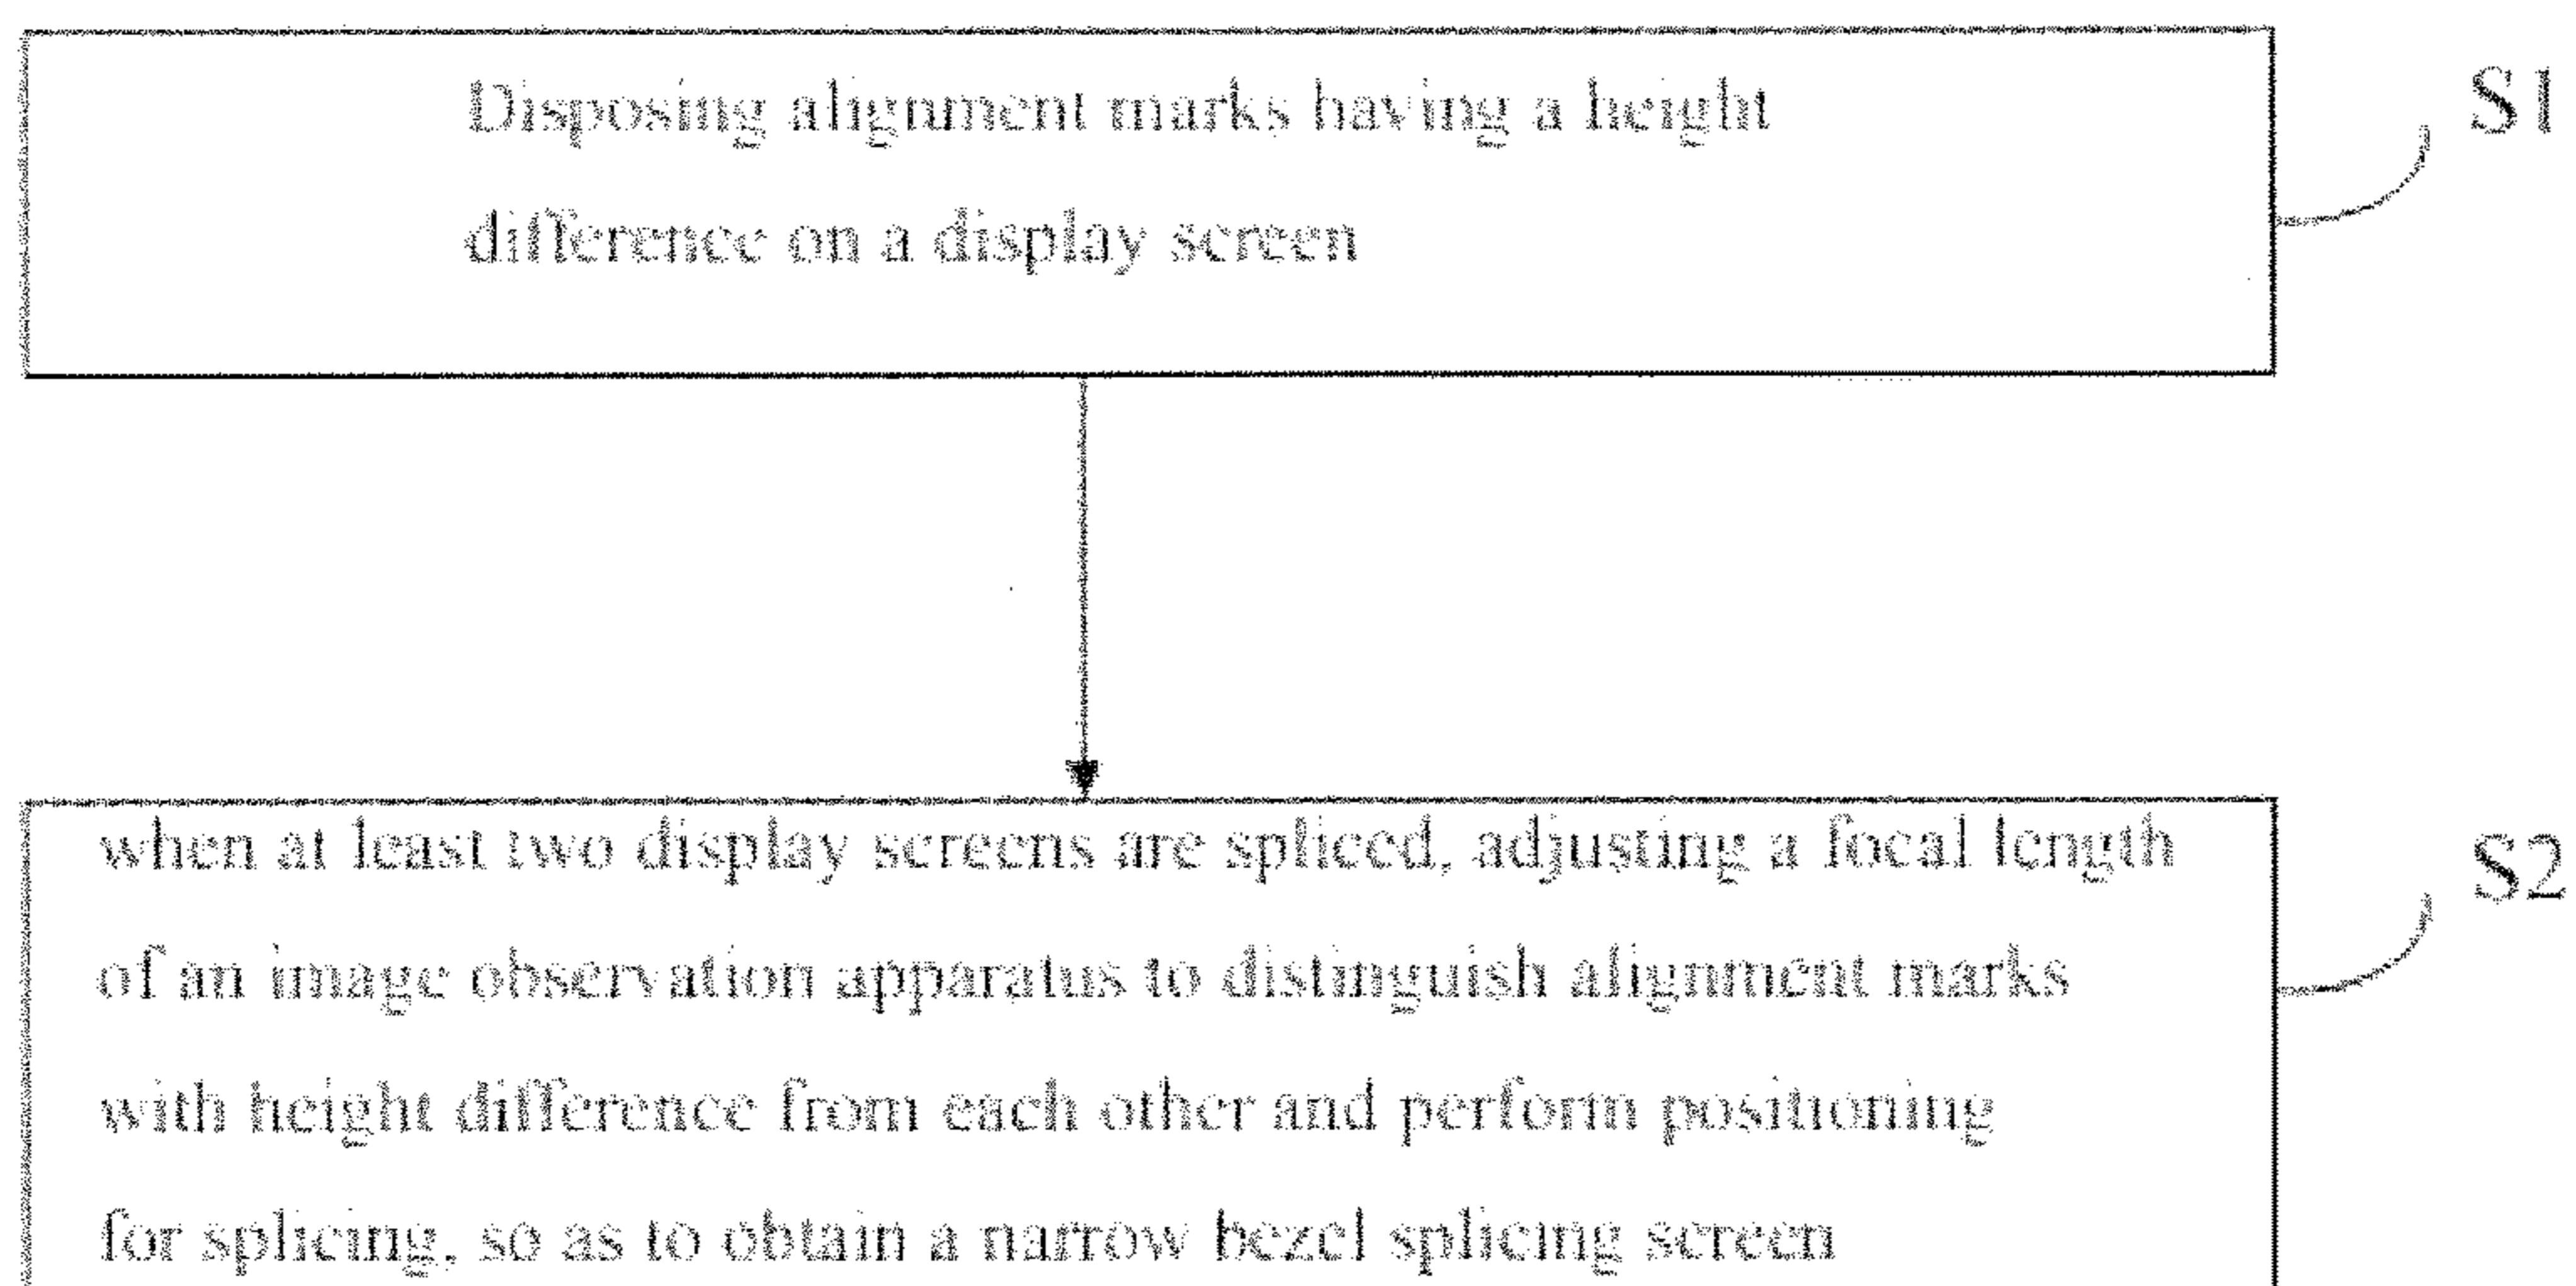 Disposing alignment marks having a height
difference on a display screen
S1
when at least two display screens are spliced, adjusting a focal length
of an image observation apparatus to distinguish alignment marks
with height difference from each other and perform positioning
for splicing, so as to obtain a narrow bezel splicing screen
S2